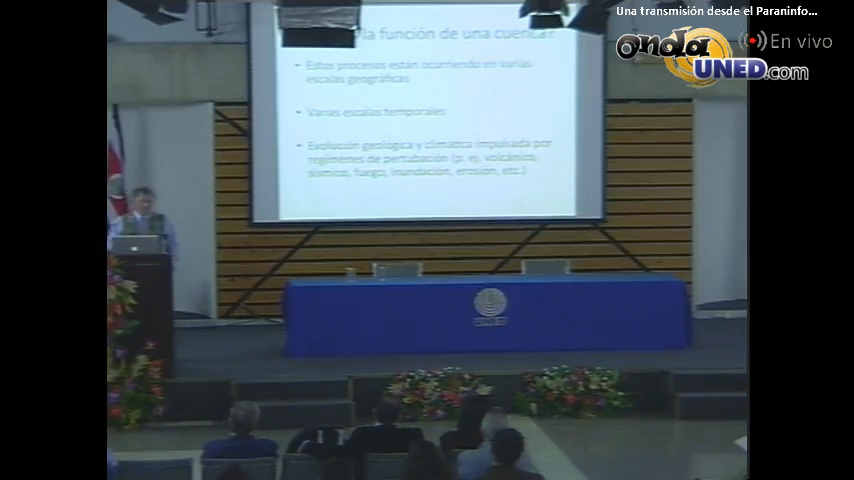 Una transmisión desde el Paraninfo...
onda
UNED.com
En vivo
la función de una cuenca?
- Estos procesos están ocurriendo en varias
escalas geográficas
- Varias escalas temporales
- Evolución geológica y climática impulsada por
regímenes de pertubación (p. ej. volcánico,
sísmico, fuego, inundación, erosión, etc.)